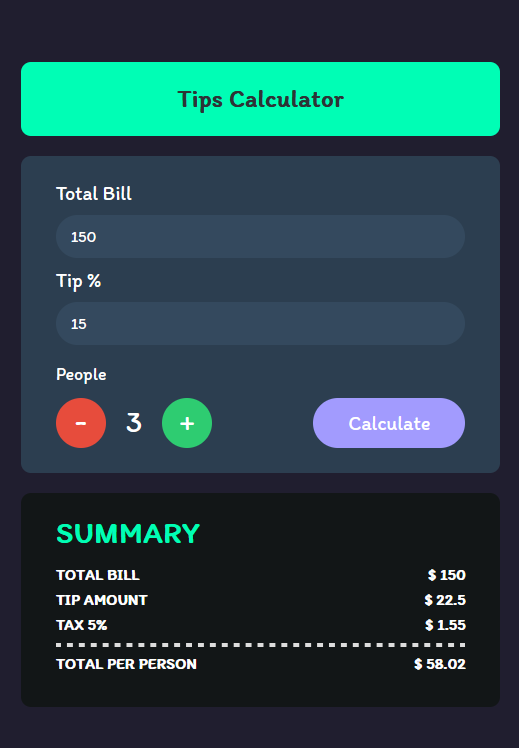 Tips Calculator
Total Bill
150
Tip %
15
People
- 3 + Calculate
SUMMARY
TOTAL BILL $ 150
TIP AMOUNT $ 22.5
TAX 5% $ 1.55
TOTAL PER PERSON $ 58.02